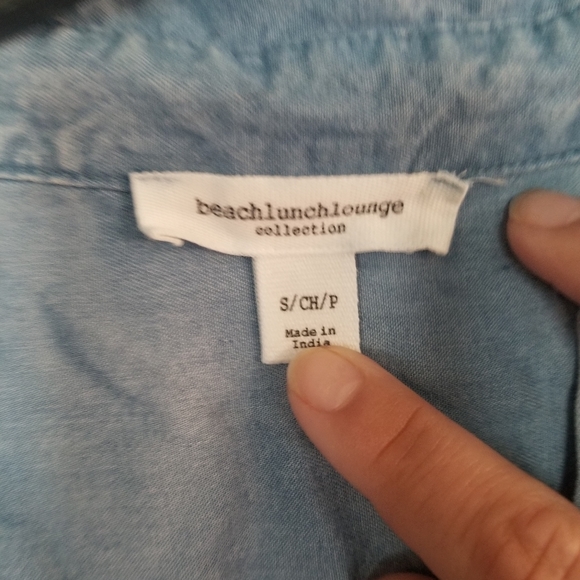 beachlunchlounge
collection
S/CH/P
Made in
India